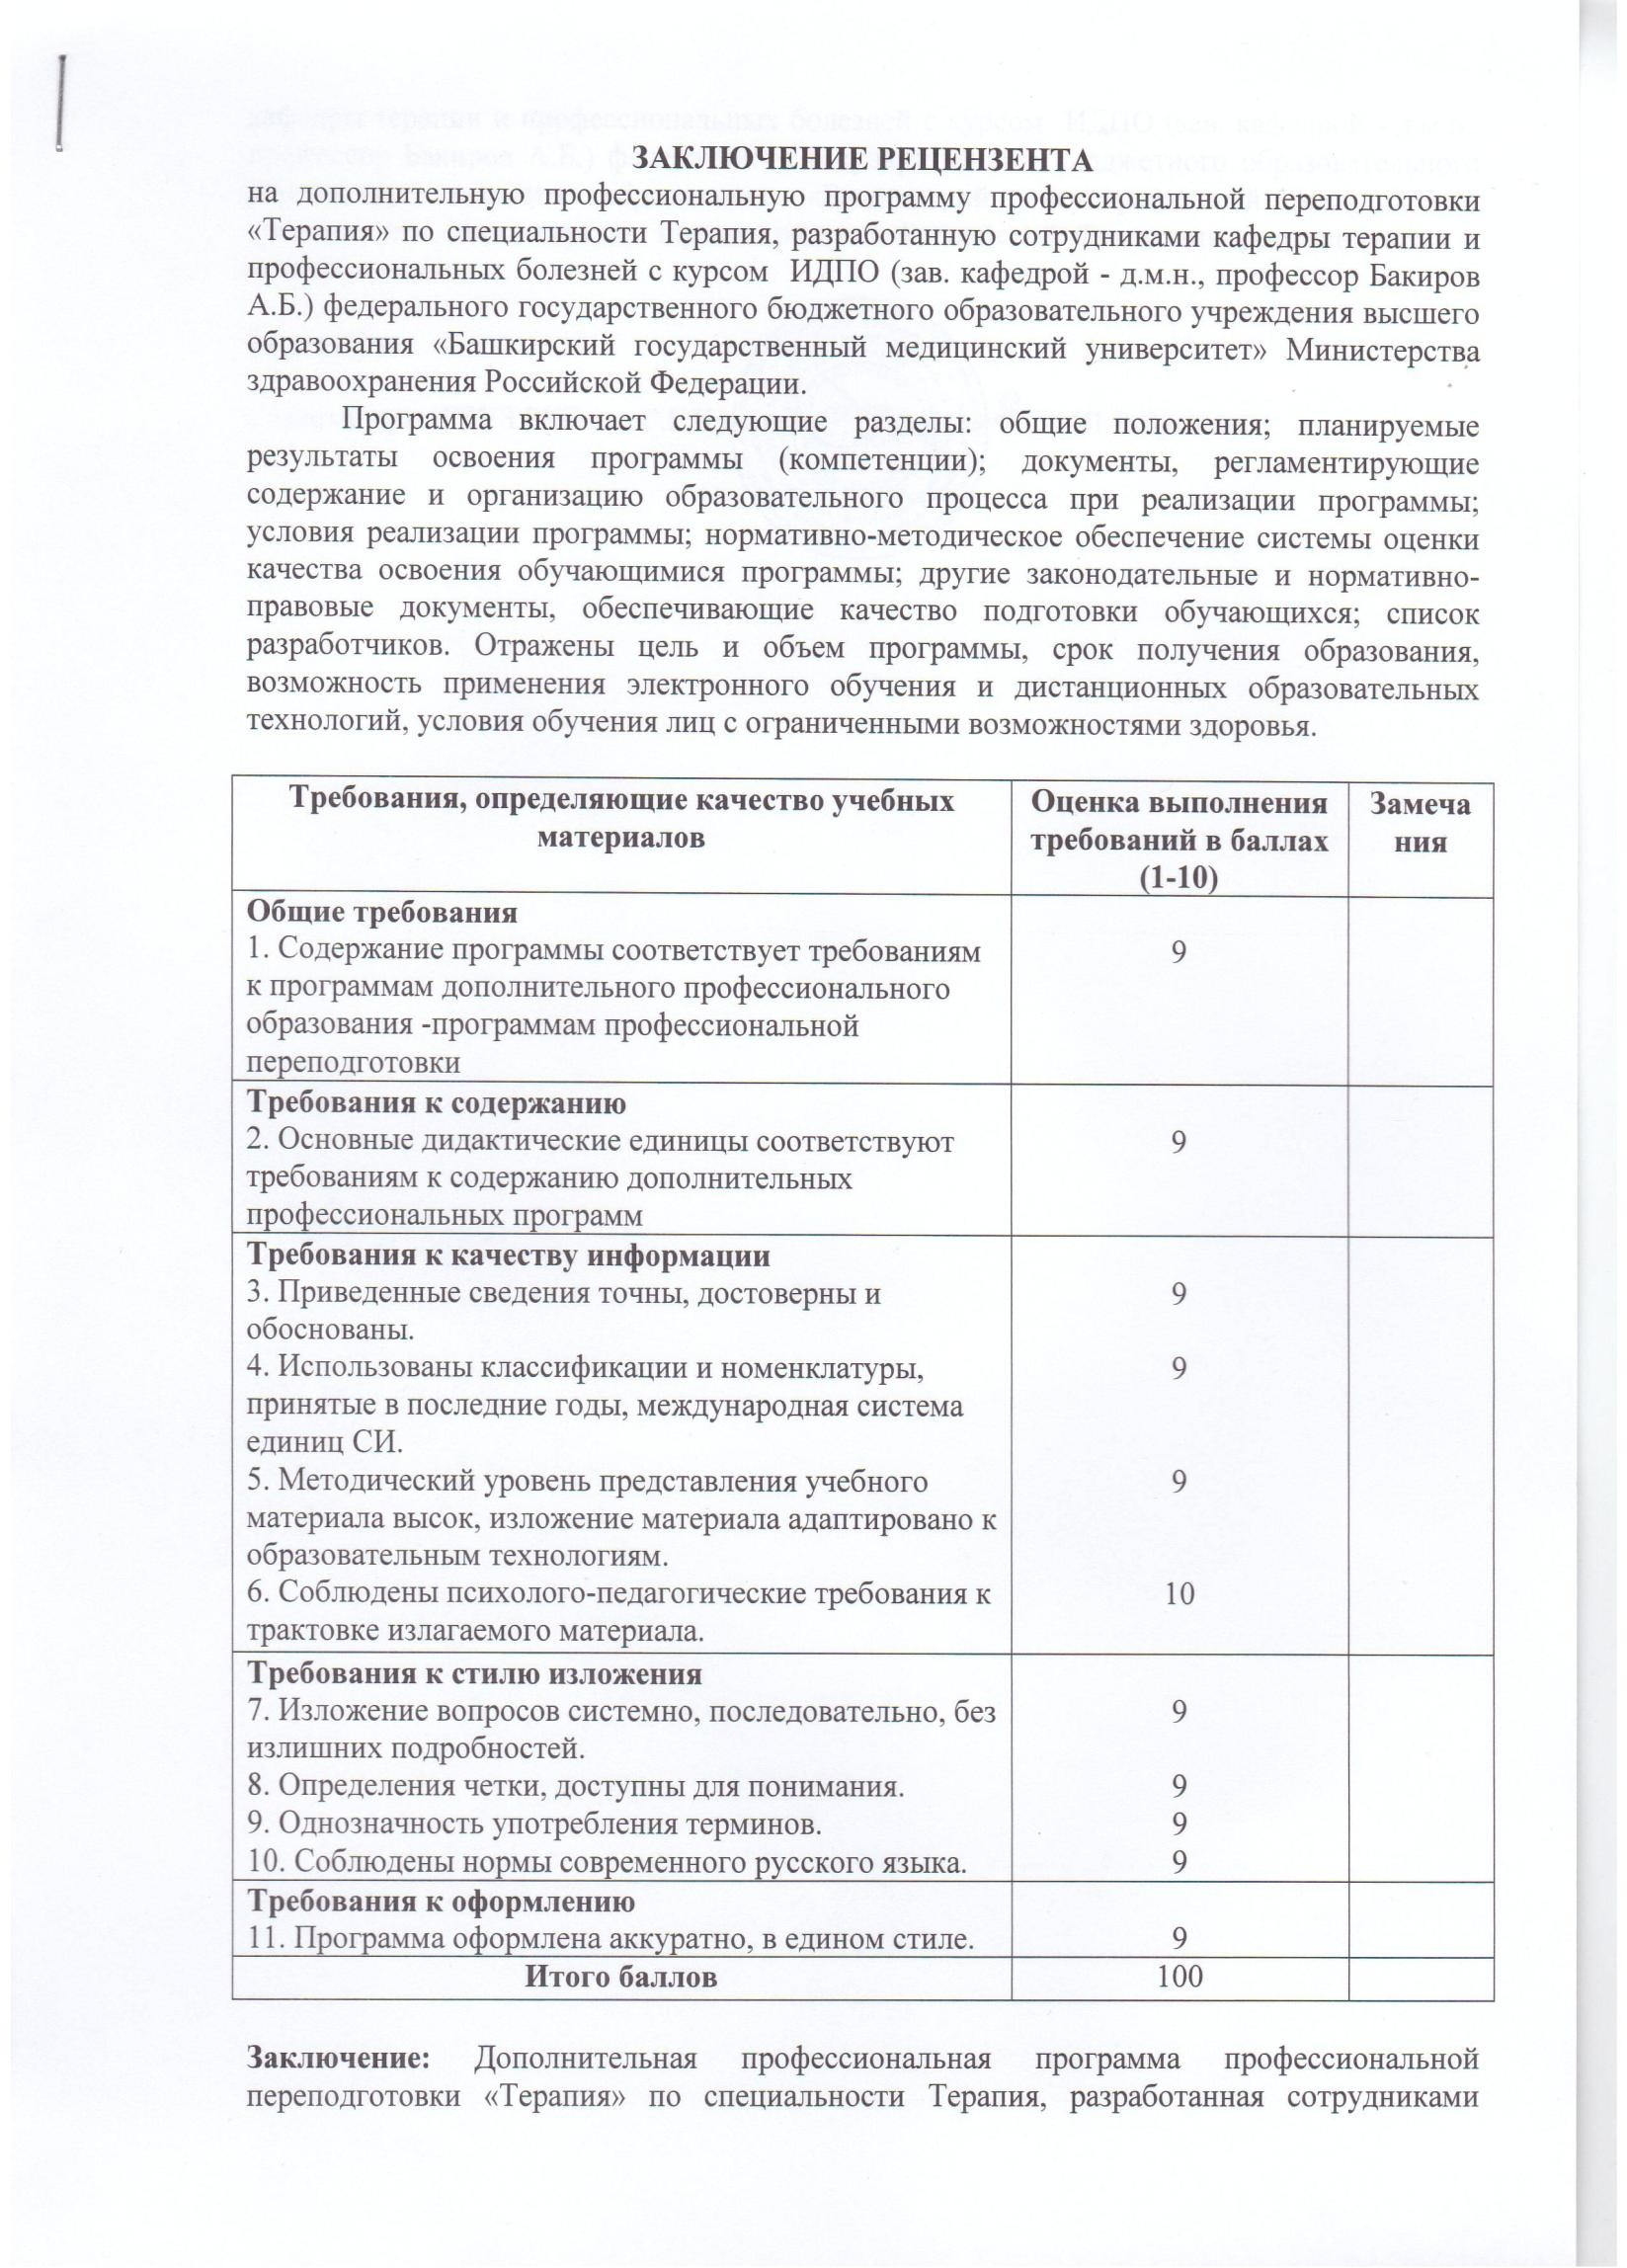 ЗАКЛЮЧЕНИЕ РЕЦЕНЗЕНТА
на дополнительную профессиональную программу профессиональной переподготовки
«Терапия» по специальности Терапия, разработанную сотрудниками кафедры терапии и
профессиональных болезней с курсом ИДПО (зав. кафедрой - д.м.н., профессор Бакиров
А.Б.) федерального государственного бюджетного образовательного учреждения высшего
образования «Башкирский государственный медицинский университет» Министерства
здравоохранения Российской Федерации.
Программа включает следующие разделы: общие положения; планируемые
результаты освоения программы (компетенции); документы, регламентирующие
содержание и организацию образовательного процесса при реализации программы;
условия реализации программы; нормативно-методическое обеспечение системы оценки
качества освоения обучающимися программы; другие законодательные и нормативно-
правовые документы, обеспечивающие качество подготовки обучающихся; список
разработчиков. Отражены цель и объем программы, срок получения образования,
возможность применения электронного обучения и дистанционных образовательных
технологий, условия обучения лиц с ограниченными возможностями здоровья.
Требования, определяющие качество учебных Оценка выполнения Замеча
материалов требований в баллах ния
(1-10)
Общие требования
1. Содержание программы соответствует требованиям 9
к программам дополнительного профессионального
образования -программам профессиональной
переподготовки
Требования к содержанию
2. Основные дидактические единицы соответствуют 9
требованиям к содержанию дополнительных
профессиональных программ
Требования к качеству информации
3. Приведенные сведения точны, достоверны и 9
обоснованы.
4. Использованы классификации и номенклатуры, 9
принятые в последние годы, международная система
единиц СИ.
5. Методический уровень представления учебного 9
материала высок, изложение материала адаптировано к
образовательным технологиям.
6. Соблюдены психолого-педагогические требования к 10
трактовке излагаемого материала.
Требования к стилю изложения
7. Изложение вопросов системно, последовательно, без 9
излишних подробностей.
8. Определения четки, доступны для понимания. 9
9. Однозначность употребления терминов. 9
10. Соблюдены нормы современного русского языка. 9
Требования к оформлению
11. Программа оформлена аккуратно, в едином стиле. 9
Итого баллов 100
Заключение: Дополнительная профессиональная программа профессиональной
переподготовки «Терапия» по специальности Терапия, разработанная сотрудниками